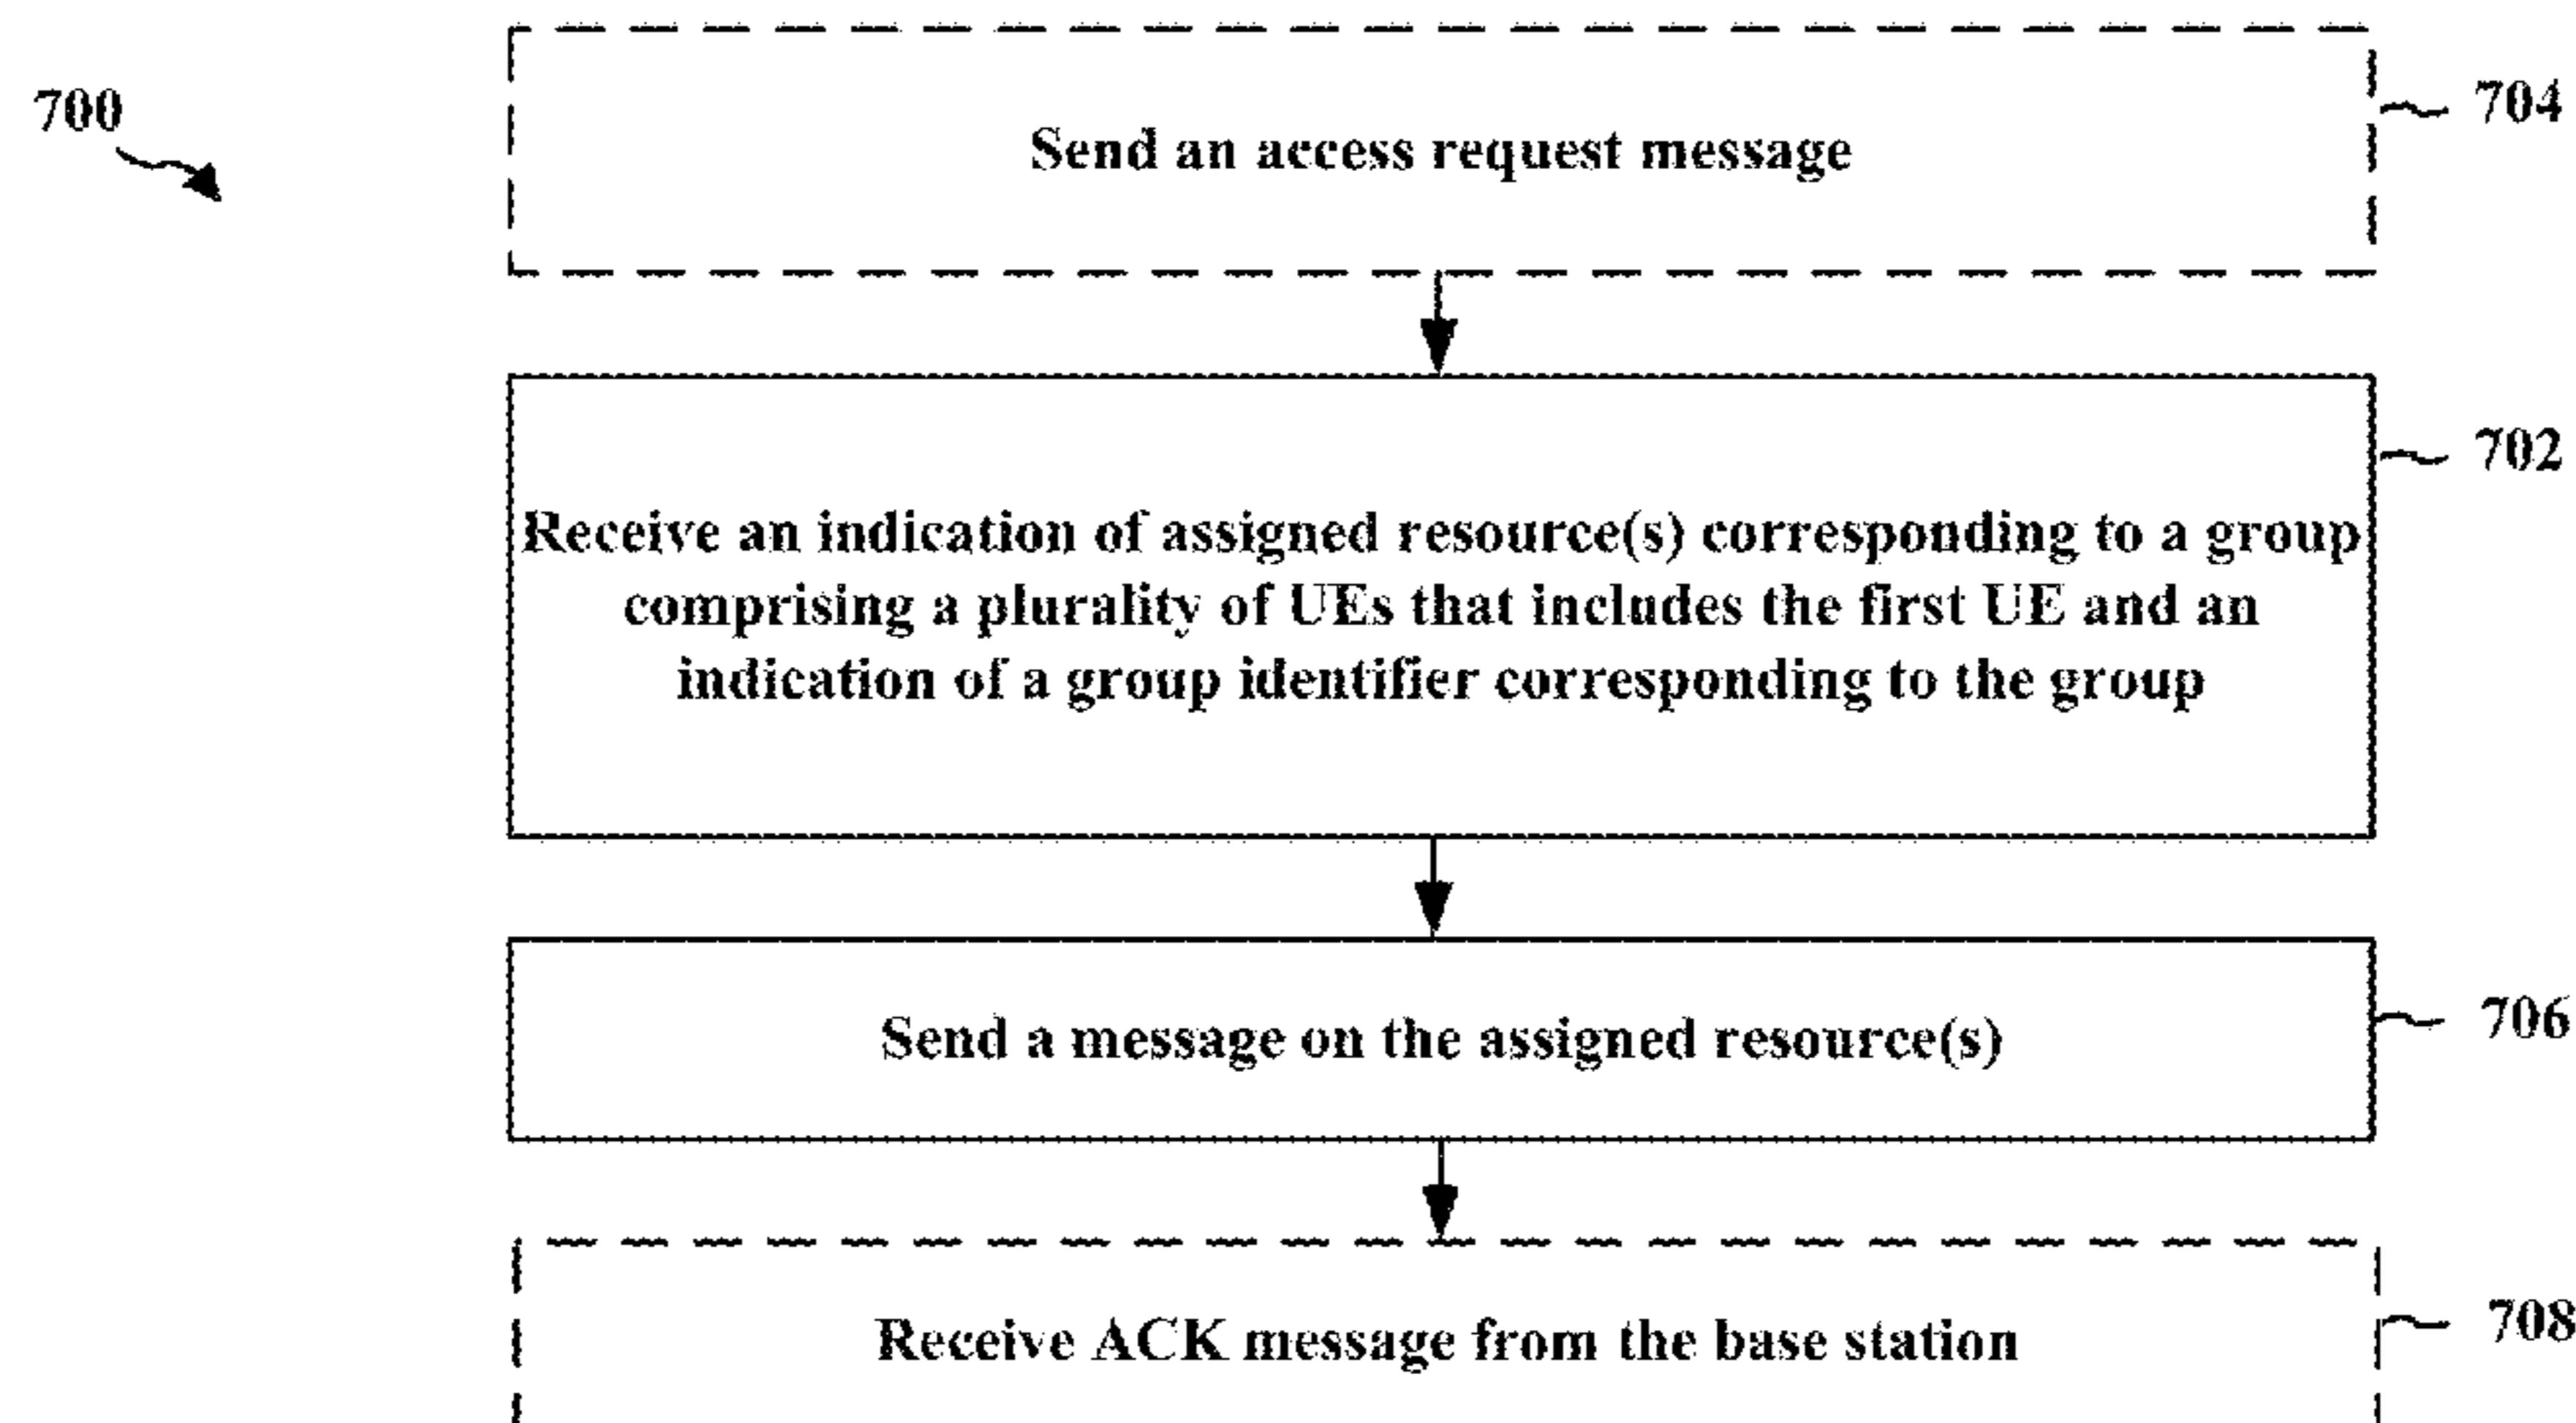 700
704
Send an access request message
702
Receive an indication of assigned resource(s) corresponding to a group
comprising a plurality of UEs that includes the first UE and an
indication of a group identifier corresponding to the group
706
Send a message on the assigned resource(s)
708
Receive ACK message from the base station